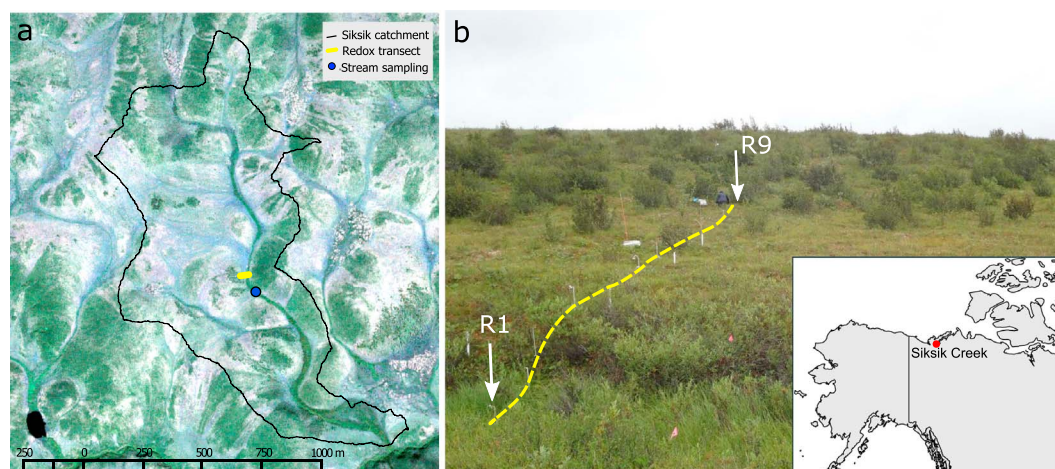 a
Siksik catchment
Redox transect
Stream sampling
250 0 250 500 750 1000 m
b
R9
R1
Siksik Creek